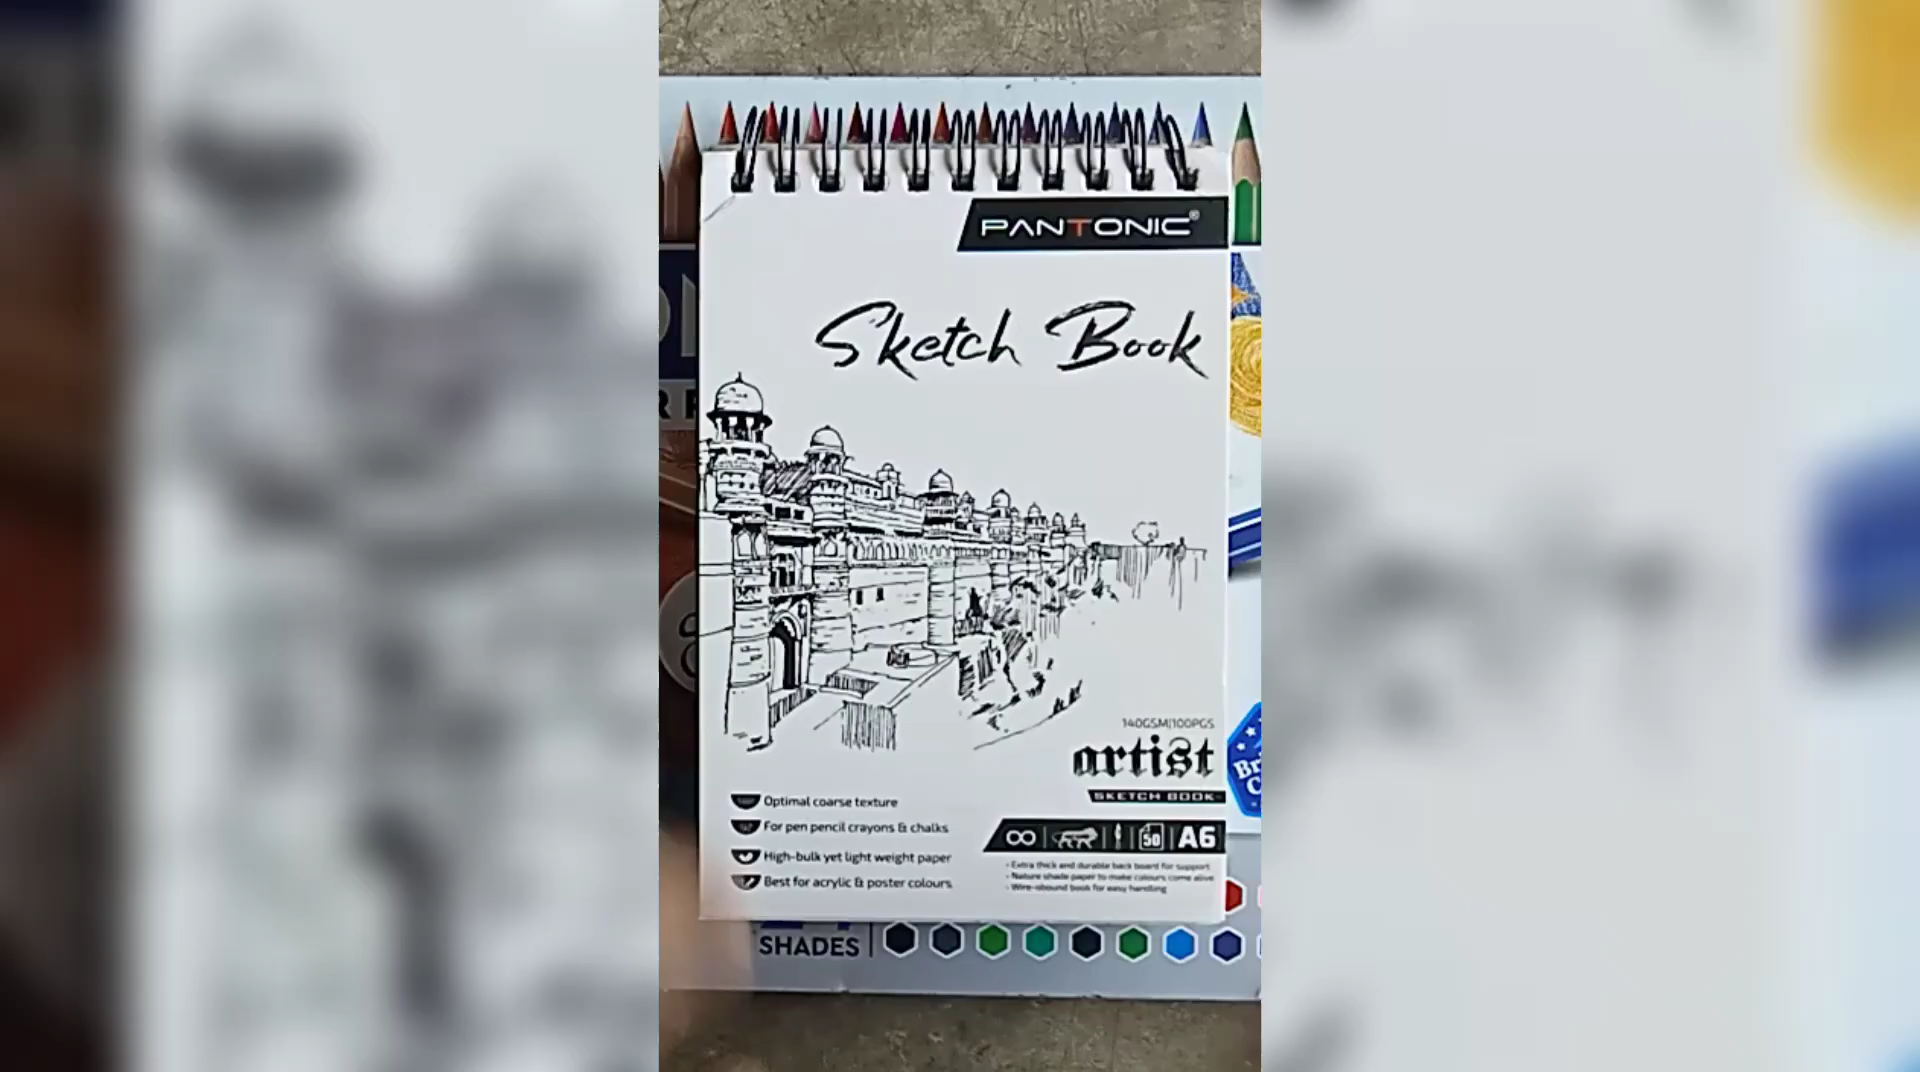 PANTONIC®
Sketch Book
140GSM|100PGS
artist
SKETCH BOOK
Optimal coarse texture
For pen pencil crayons & chalks
High-bulk yet light weight paper
Best for acrylic & poster colours
50 A6
- Extra thick and durable back board for support
- Nature shade paper to make colours come alive
- Wire-obound book for easy handling
SHADES